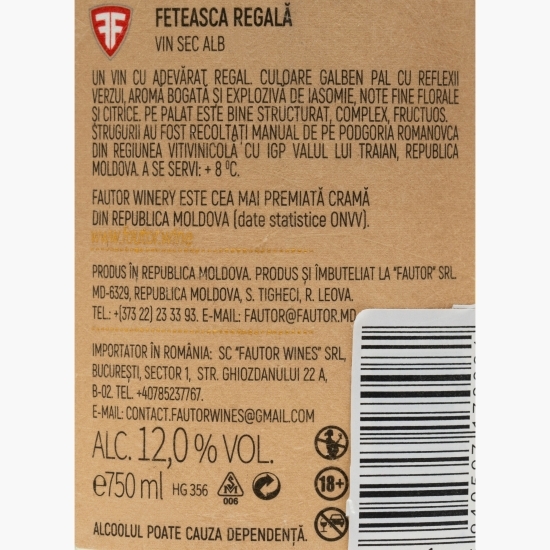 FETEASCA REGALĂ
VIN SEC ALB
UN VIN CU ADEVĂRAT REGAL. CULOARE GALBEN PAL CU REFLEXII
VERZUI, AROMĂ BOGATĂ ȘI EXPLOZIVĂ DE IASOMIE, NOTE FINE FLORALE
ȘI CITRICE. PE PALAT ESTE BINE STRUCTURAT, COMPLEX, FRUCTUOS.
STRUGURII AU FOST RECOLTAȚI MANUAL DE PE PODGORIA ROMANOVCA
DIN REGIUNEA VITIVINICOLĂ CU IGP VALUL LUI TRAIAN, REPUBLICA
MOLDOVA. A SE SERVI: + 8 °C.
FAUTOR WINERY ESTE CEA MAI PREMIATĂ CRAMĂ
DIN REPUBLICA MOLDOVA (date statistice ONVV).
www.fautor.wine
PRODUS ÎN REPUBLICA MOLDOVA. PRODUS ȘI ÎMBUTELIAT LA "FAUTOR" SRL.
MD-6329, REPUBLICA MOLDOVA, S. TIGHECI, R. LEOVA.
TEL.: +(373 22) 23 33 93. E-MAIL: FAUTOR@FAUTOR.MD
IMPORTATOR ÎN ROMÂNIA: SC "FAUTOR WINES" SRL,
BUCUREȘTI, SECTOR 1, STR. GHIOZDANULUI 22 A,
B-02. TEL. +40785237767.
E-MAIL: CONTACT.FAUTORWINES@GMAIL.COM
ALC. 12,0 % VOL.
℮750 ml HG 356 SM 006 18+
ALCOOLUL POATE CAUZA DEPENDENȚĂ.